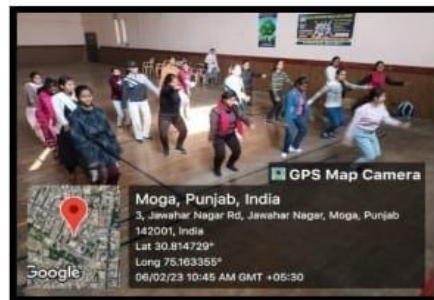 GPS Map Camera
Moga, Punjab, India
3, Jawahar Nagar Rd, Jawahar Nagar, Moga, Punjab
142001, India
Lat 30.814729°
Long 75.163355°
06/02/23 10:45 AM GMT +05:30
Google